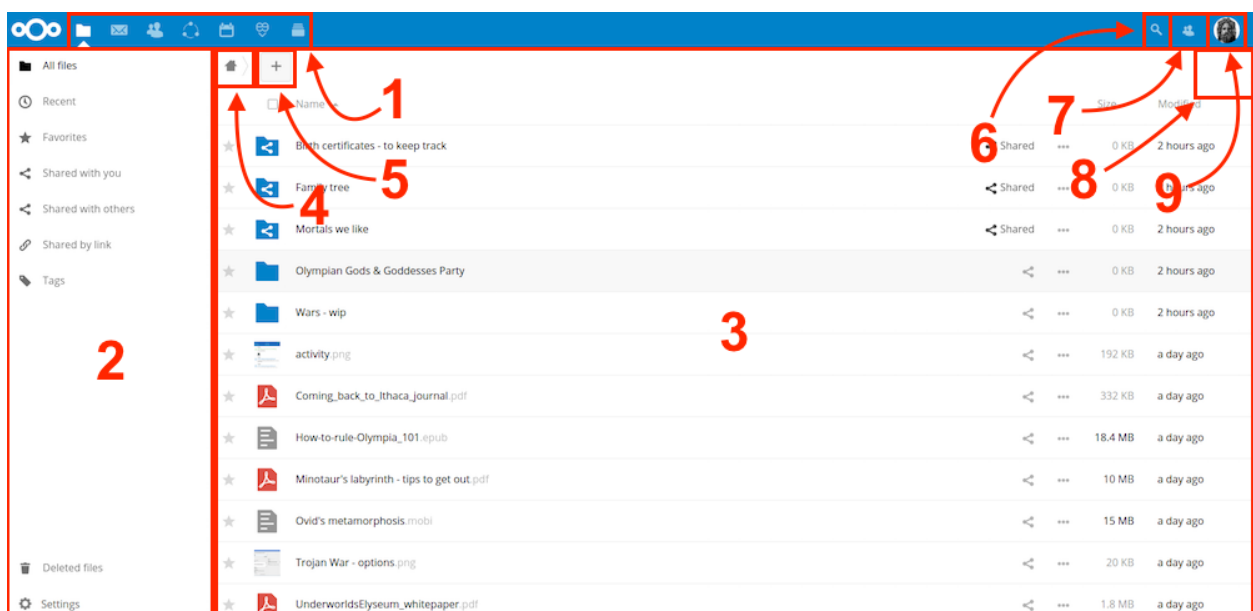 All files
Recent
Favorites
Shared with you
Shared with others
Shared by link
Tags
Deleted files
Settings
+
1
2
3
4
5
6
7
8
9
Name Size Modified
Birth certificates - to keep track Shared ••• 0 KB 2 hours ago
Family tree Shared ••• 0 KB hours ago
Mortals we like Shared ••• 0 KB 2 hours ago
Olympian Gods & Goddesses Party ••• 0 KB 2 hours ago
Wars - wip ••• 0 KB 2 hours ago
activity.png ••• 192 KB a day ago
Coming_back_to_Ithaca_journal.pdf ••• 332 KB a day ago
How-to-rule-Olympia_101.epub ••• 18.4 MB a day ago
Minotaur's labyrinth - tips to get out.pdf ••• 10 MB a day ago
Ovid's metamorphosis.mobi ••• 15 MB a day ago
Trojan War - options.png ••• 20 KB a day ago
UnderworldsElyseum_whitepaper.pdf ••• 1.8 MB a day ago